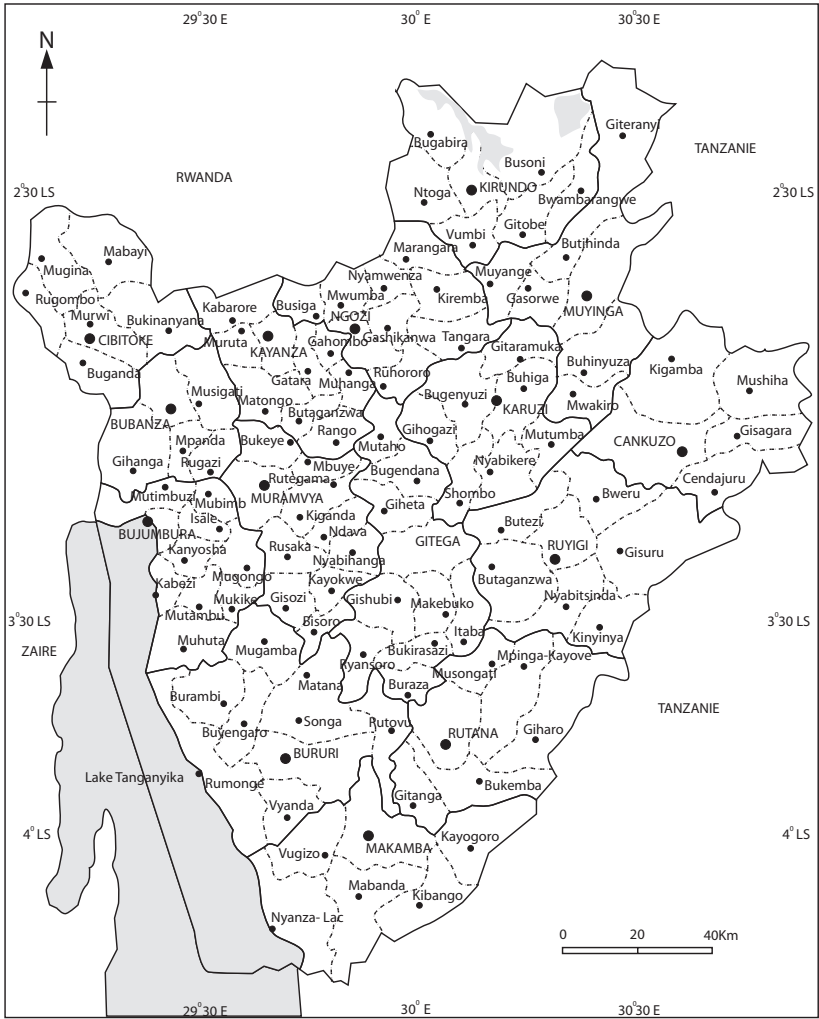 29°30 E
30° E
30°30 E
N
Giteranyi
Bugabira
TANZANIE
RWANDA
Busoni
KIRUNDO
2°30 LS
Ntoga
Bwambarangwe
2°30 LS
Gitobe
Vumbi
Butihinda
Marangara
Mabayi
Mugina
Nyamwenza
Muyange
Rugombo
Mwumba
Kiremba
Gasorwe
Kabarore
Busiga
MUYINGA
Murwi
Bukinanyana
NGOZI
CIBITOKE
Muruta
Gahombo
Gashikanwa
Tangara
KAYANZA
Gitaramuka
Buhinyuza
Kigamba
Buganda
Gatara
Muhanga
Ruhororo
Buhiga
Mushiha
Musigati
Matongo
Bugenyuzi
Mwakiro
BUBANZA
Butaganzwa
KARUZI
Rango
Gihogazi
Gisagara
Mpanda
Bukeye
Mutaho
Mutumba
CANKUZO
Gihanga
Rugazi
Mbuye
Bugendana
Nyabikere
Rutegama
Cendajuru
Mutimbuzi
Mubimb
MURAMVYA
Shombo
Bweru
Isale
Kiganda
Giheta
Butezi
BUJUMBURA
Ndava
GITEGA
Kanyosha
Rusaka
Nyabihanga
RUYIGI
Gisuru
Kabezi
Mugongo
Kayokwe
Butaganzwa
Mukike
Gisozi
Gishubi
Makebuko
Nyabitsinda
Mutambu
3°30 LS
Bisoro
3°30 LS
Muhuta
Itaba
Kinyinya
ZAIRE
Mugamba
Bukirasazi
Ryansoro
Mpinga-Kayove
Musongati
Matana
Buraza
Burambi
TANZANIE
Songa
Rutovu
Buyengero
RUTANA
Giharo
BURURI
Lake Tanganyika
Rumonge
Bukemba
Gitanga
Vyanda
4° LS
Kayogoro
4° LS
MAKAMBA
Vugizo
Mabanda
Kibango
Nyanza- Lac
0
20
40Km
29°30 E
30° E
30°30 E